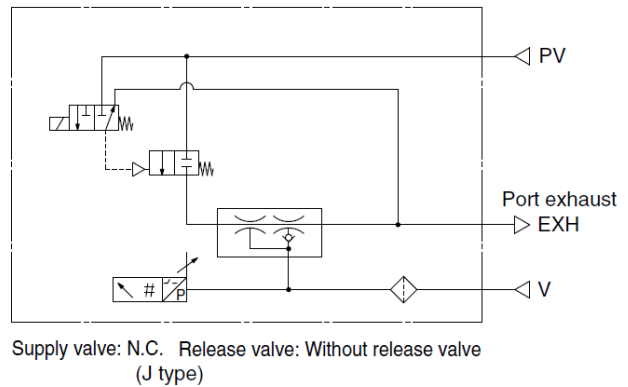 PV
Port exhaust
EXH
# P
V
Supply valve: N.C. Release valve: Without release valve
(J type)